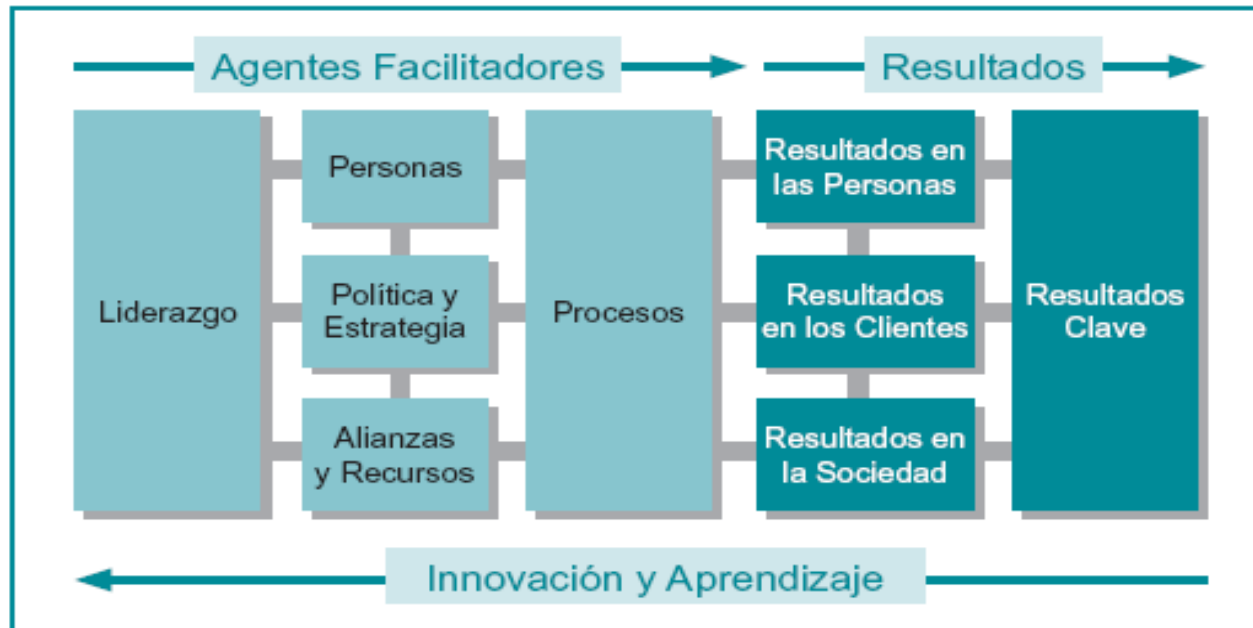 Agentes Facilitadores
Resultados
Liderazgo
Personas
Política y
Estrategia
Alianzas
y Recursos
Procesos
Resultados en
las Personas
Resultados
en los Clientes
Resultados en
la Sociedad
Resultados
Clave
Innovación y Aprendizaje